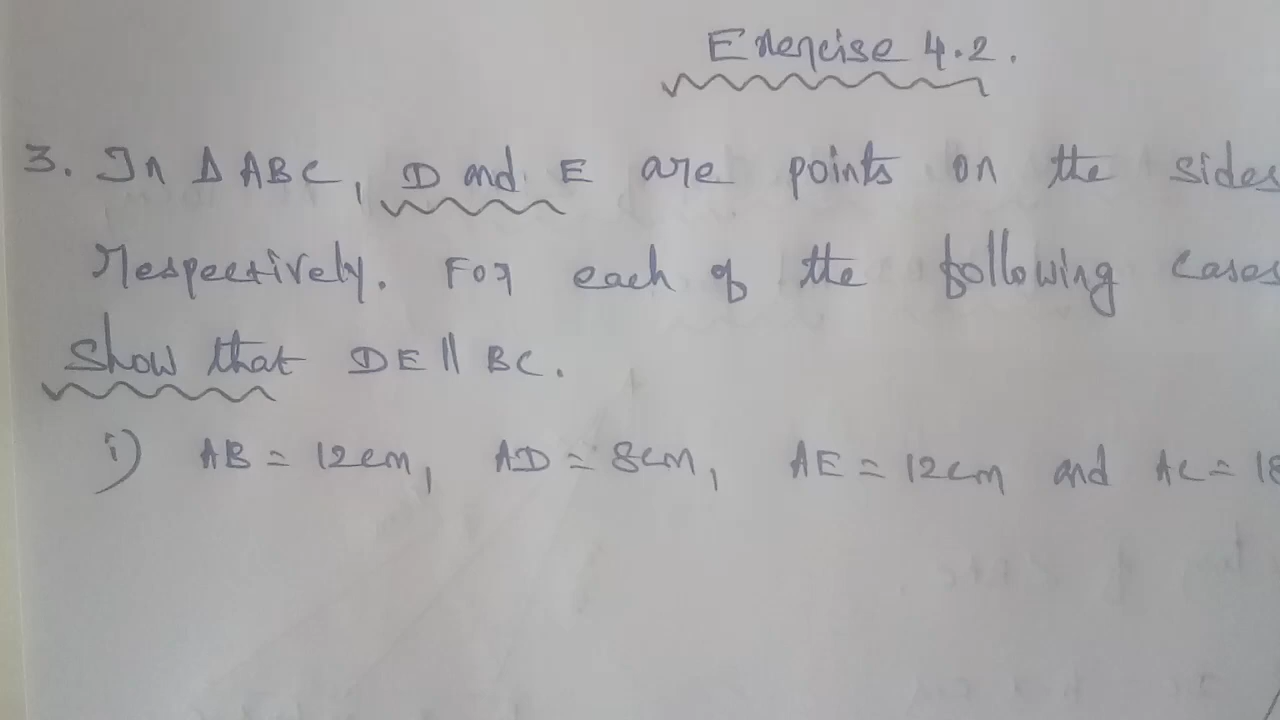 Exercise 4.2.
3. In Δ ABC, D and E are points on the sides
respectively. For each of the following cases
show that DE || BC.
i) AB = 12cm, AD = 8cm, AE = 12cm and AC = 18